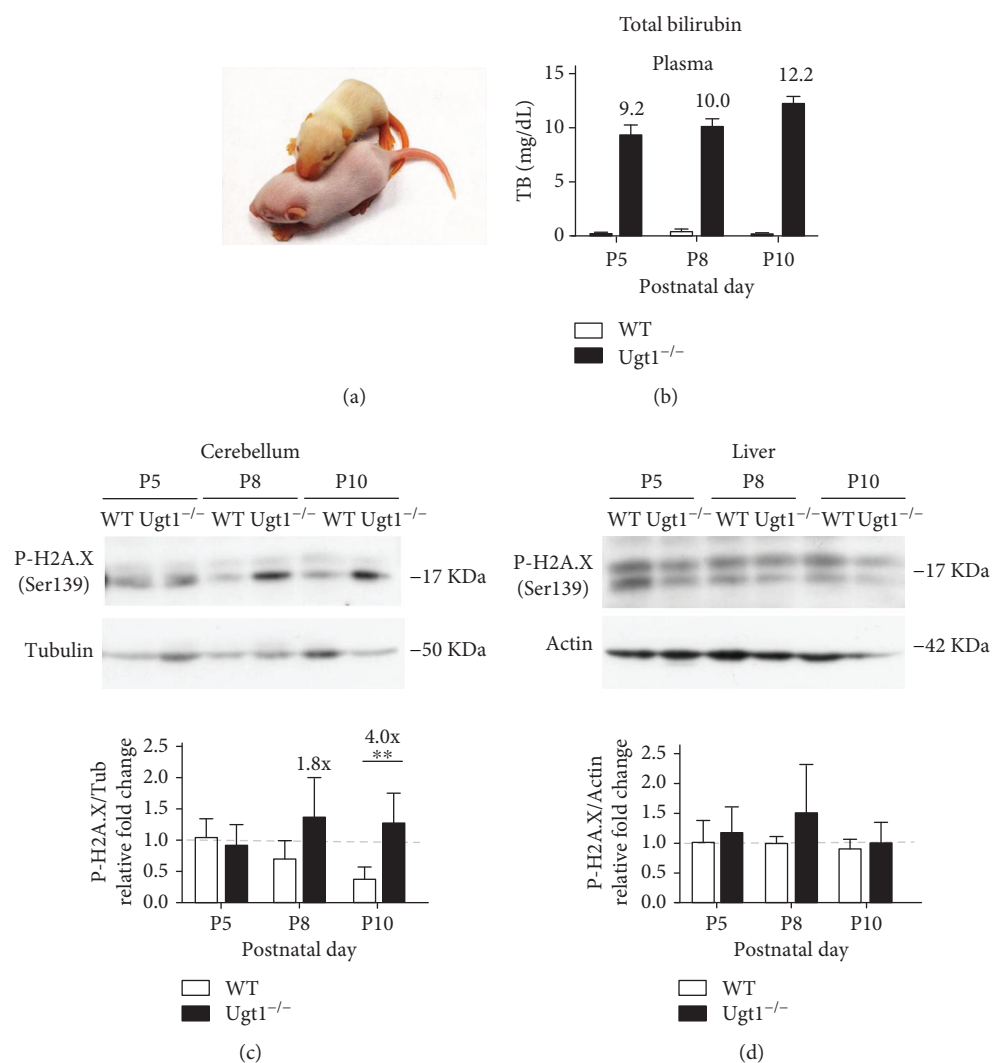 Total bilirubin
Plasma
TB (mg/dL)
15
10
5
0
9.2
10.0
12.2
P5
P8
P10
Postnatal day
WT
Ugt1−/−
(a)
(b)
Cerebellum
P5
P8
P10
WT Ugt1−/− WT Ugt1−/− WT Ugt1−/−
P-H2A.X
(Ser139)
−17 KDa
Tubulin
−50 KDa
P-H2A.X/Tub
relative fold change
2.5
2.0
1.5
1.0
0.5
0.0
1.8x
4.0x
**
P5
P8
P10
Postnatal day
WT
Ugt1−/−
(c)
Liver
P5
P8
P10
WT Ugt1−/− WT Ugt1−/− WT Ugt1−/−
P-H2A.X
(Ser139)
−17 KDa
Actin
−42 KDa
P-H2A.X/Actin
relative fold change
2.5
2.0
1.5
1.0
0.5
0.0
P5
P8
P10
Postnatal day
WT
Ugt1−/−
(d)